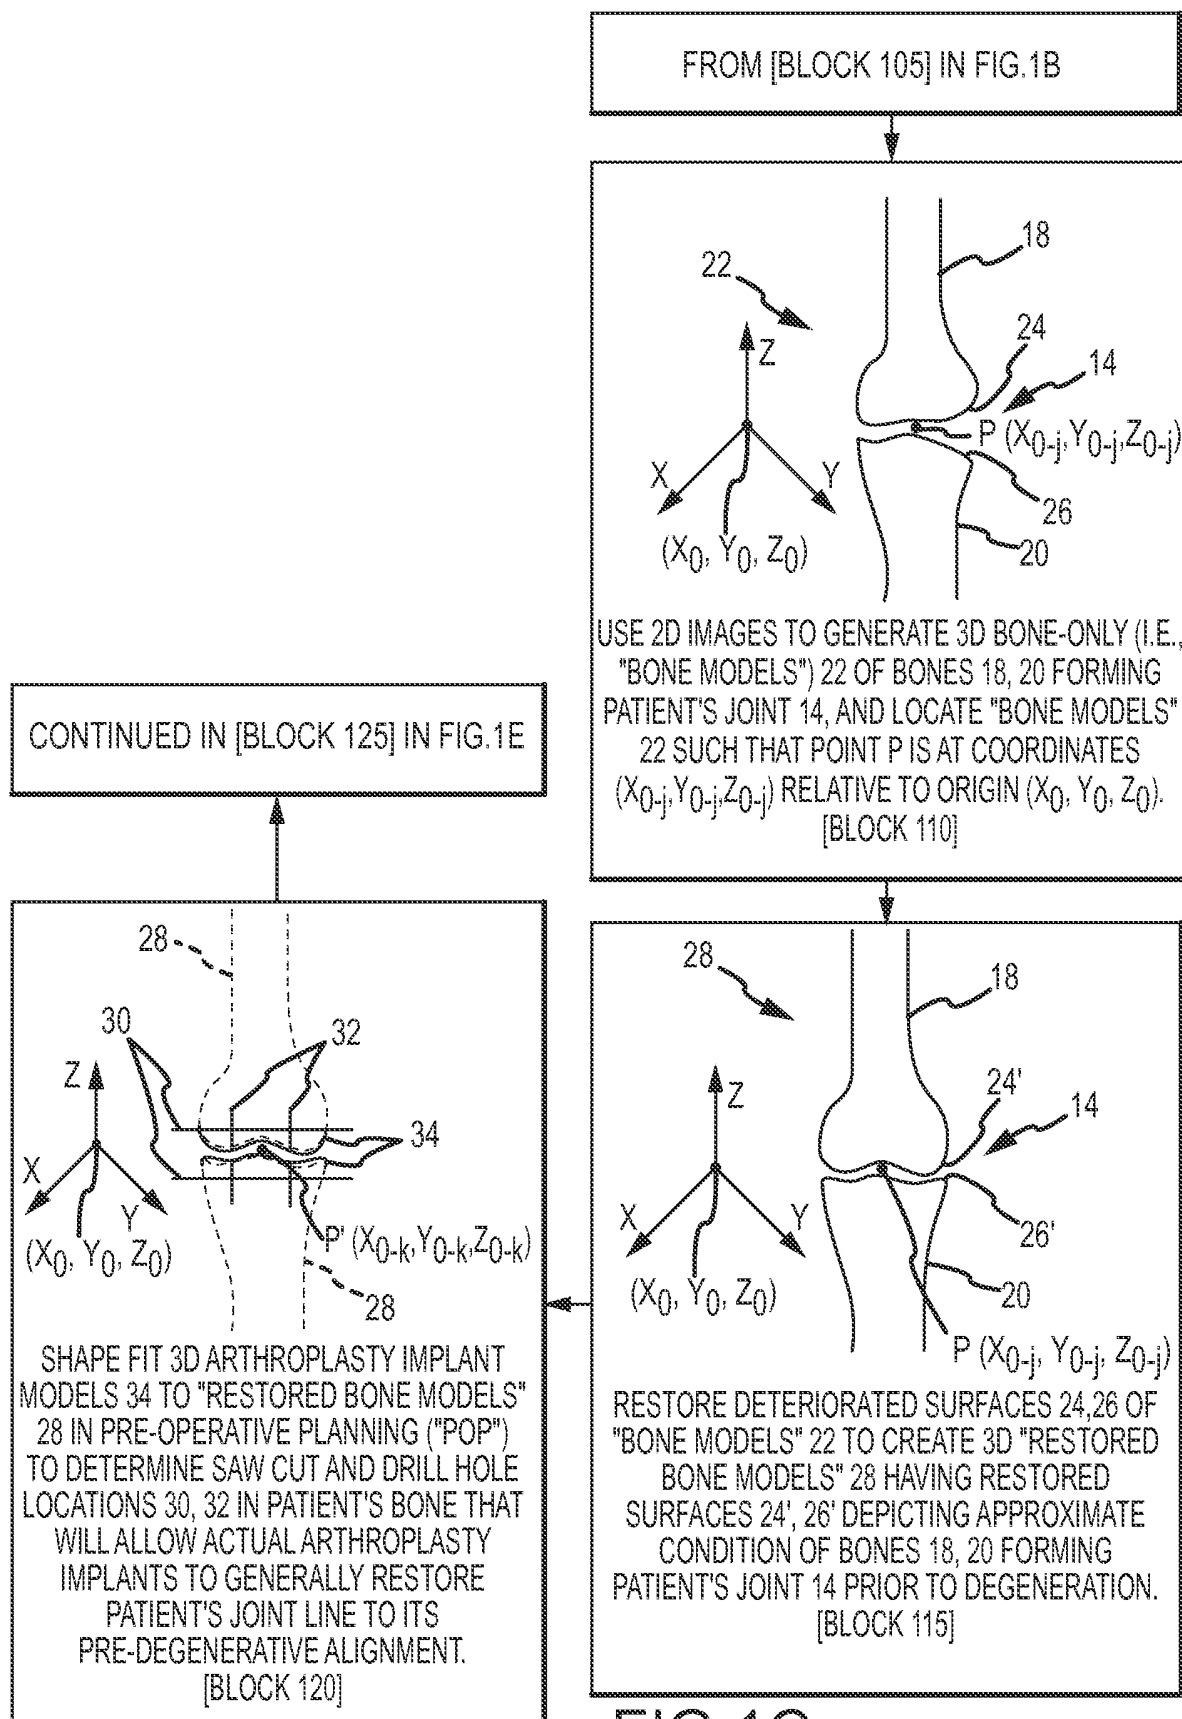 FROM [BLOCK 105] IN FIG.1B
18
22
24
14
Z
P (X0-j,Y0-j,Z0-j)
X
Y
26
(X0, Y0, Z0)
20
USE 2D IMAGES TO GENERATE 3D BONE-ONLY (I.E.,
"BONE MODELS") 22 OF BONES 18, 20 FORMING
PATIENT'S JOINT 14, AND LOCATE "BONE MODELS"
22 SUCH THAT POINT P IS AT COORDINATES
(X0-j,Y0-j,Z0-j) RELATIVE TO ORIGIN (X0, Y0, Z0).
[BLOCK 110]
28
18
24'
14
Z
X
Y
26'
(X0, Y0, Z0)
20
P (X0-j, Y0-j, Z0-j)
RESTORE DETERIORATED SURFACES 24,26 OF
"BONE MODELS" 22 TO CREATE 3D "RESTORED
BONE MODELS" 28 HAVING RESTORED
SURFACES 24', 26' DEPICTING APPROXIMATE
CONDITION OF BONES 18, 20 FORMING
PATIENT'S JOINT 14 PRIOR TO DEGENERATION.
[BLOCK 115]
28
30
32
Z
34
X
Y
P' (X0-k,Y0-k,Z0-k)
(X0, Y0, Z0)
28
SHAPE FIT 3D ARTHROPLASTY IMPLANT
MODELS 34 TO "RESTORED BONE MODELS"
28 IN PRE-OPERATIVE PLANNING ("POP")
TO DETERMINE SAW CUT AND DRILL HOLE
LOCATIONS 30, 32 IN PATIENT'S BONE THAT
WILL ALLOW ACTUAL ARTHROPLASTY
IMPLANTS TO GENERALLY RESTORE
PATIENT'S JOINT LINE TO ITS
PRE-DEGENERATIVE ALIGNMENT.
[BLOCK 120]
CONTINUED IN [BLOCK 125] IN FIG.1E